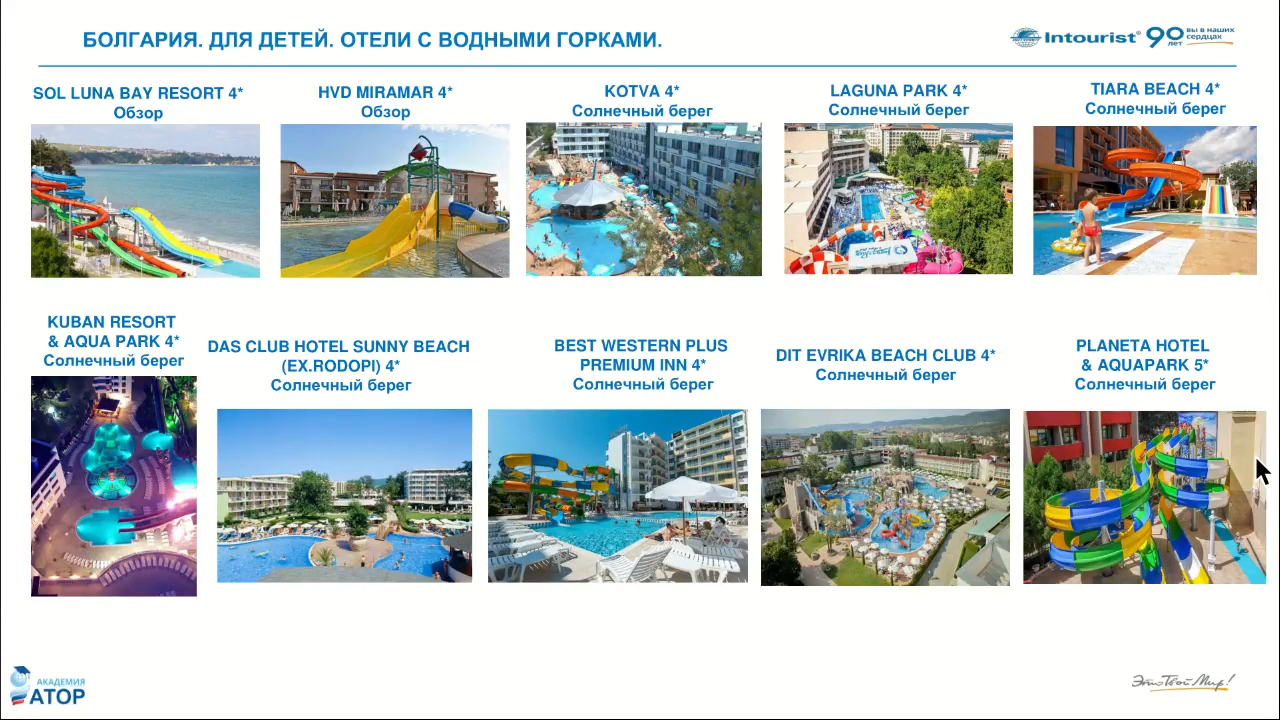 БОЛГАРИЯ. ДЛЯ ДЕТЕЙ. ОТЕЛИ С ВОДНЫМИ ГОРКАМИ.
Intourist® 90 лет вы в наших
сердцах
SOL LUNA BAY RESORT 4*
Обзор
HVD MIRAMAR 4*
Обзор
KOTVA 4*
Солнечный берег
LAGUNA PARK 4*
Солнечный берег
TIARA BEACH 4*
Солнечный берег
KUBAN RESORT
& AQUA PARK 4*
Солнечный берег
DAS CLUB HOTEL SUNNY BEACH
(EX.RODOPI) 4*
Солнечный берег
BEST WESTERN PLUS
PREMIUM INN 4*
Солнечный берег
DIT EVRIKA BEACH CLUB 4*
Солнечный берег
PLANETA HOTEL
& AQUAPARK 5*
Солнечный берег
АКАДЕМИЯ
АТОР
Это Твой Мир!